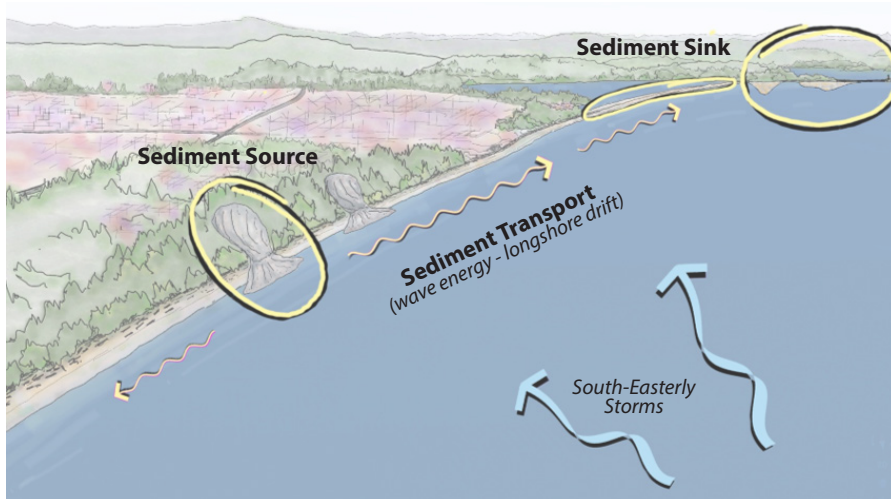 Sediment Sink
Sediment Source
Sediment Transport
(wave energy - longshore drift)
South-Easterly
Storms